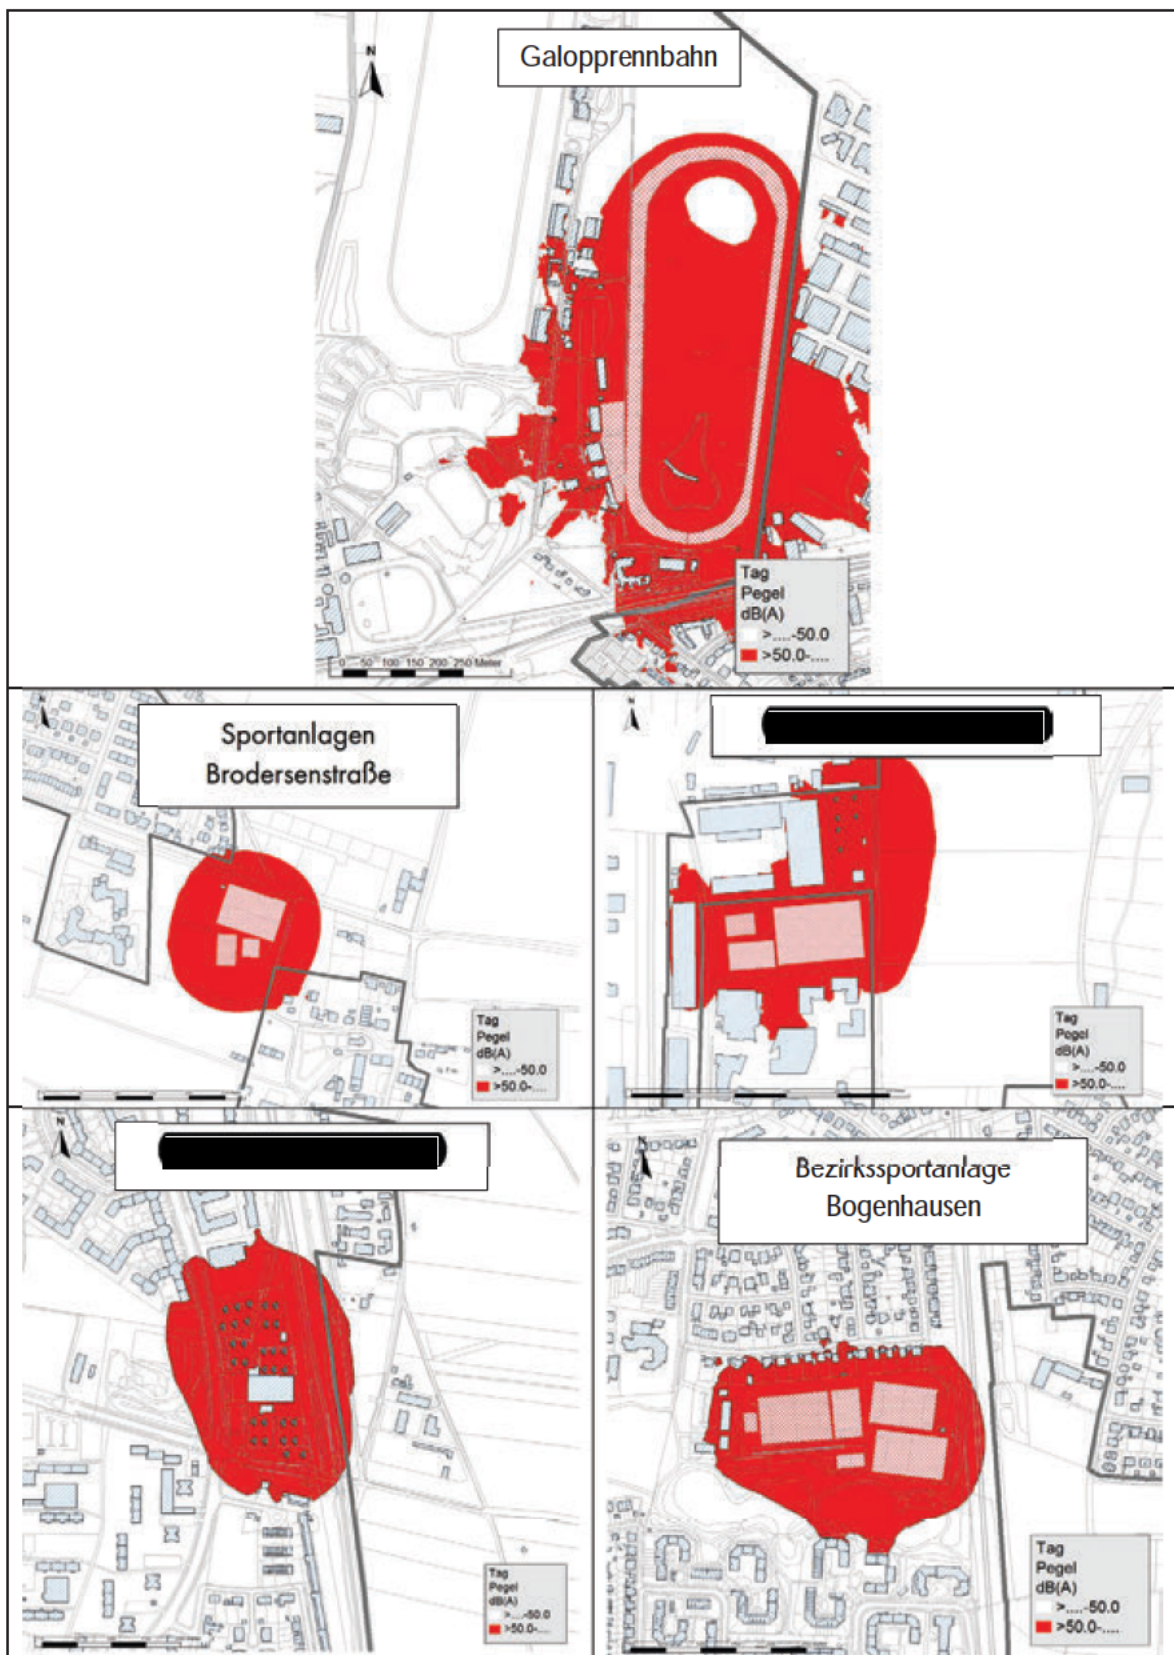 Galopprennbahn
N
Tag
Pegel
dB(A)
>....-50.0
>50.0-....
0 50 100 150 200 250 Meter
N
Sportanlagen
Brodersenstraße
Tag
Pegel
dB(A)
>....-50.0
>50.0-....
N
Tag
Pegel
dB(A)
>....-50.0
>50.0-....
N
Tag
Pegel
dB(A)
>....-50.0
>50.0-....
N
Bezirkssportanlage
Bogenhausen
Tag
Pegel
dB(A)
>....-50.0
>50.0-....